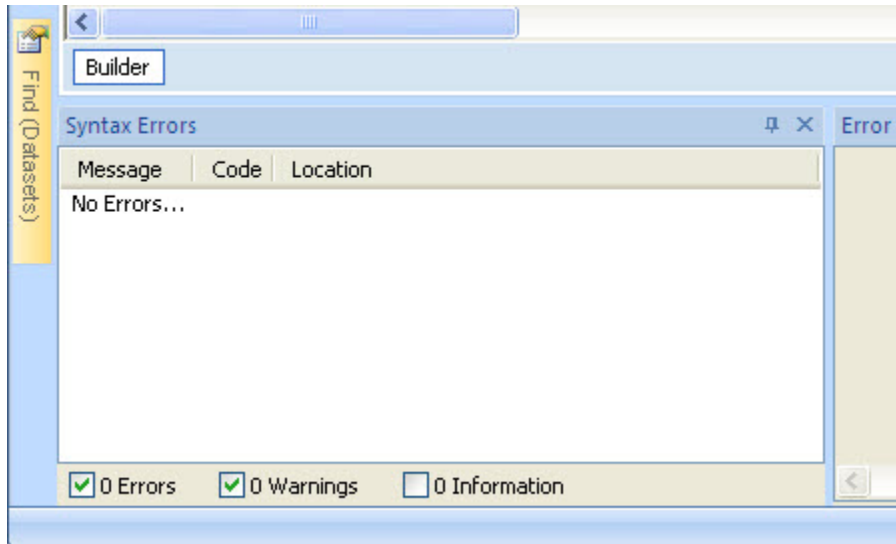 Find (Datasets)
Builder
Syntax Errors
Error
Message Code Location
No Errors...
0 Errors 0 Warnings 0 Information